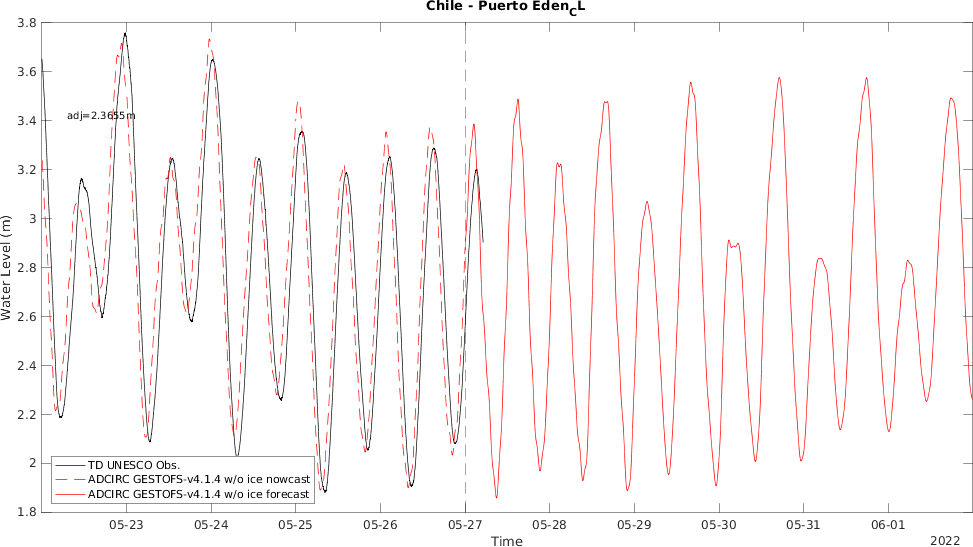 Chile - Puerto Eden_CL
3.8
3.6
3.4
3.2
3
2.8
2.6
2.4
2.2
2
1.8
Water Level (m)
adj=2.3655m
TD UNESCO Obs.
ADCIRC GESTOFS-v4.1.4 w/o ice nowcast
ADCIRC GESTOFS-v4.1.4 w/o ice forecast
05-23 05-24 05-25 05-26 05-27 05-28 05-29 05-30 05-31 06-01
Time
2022